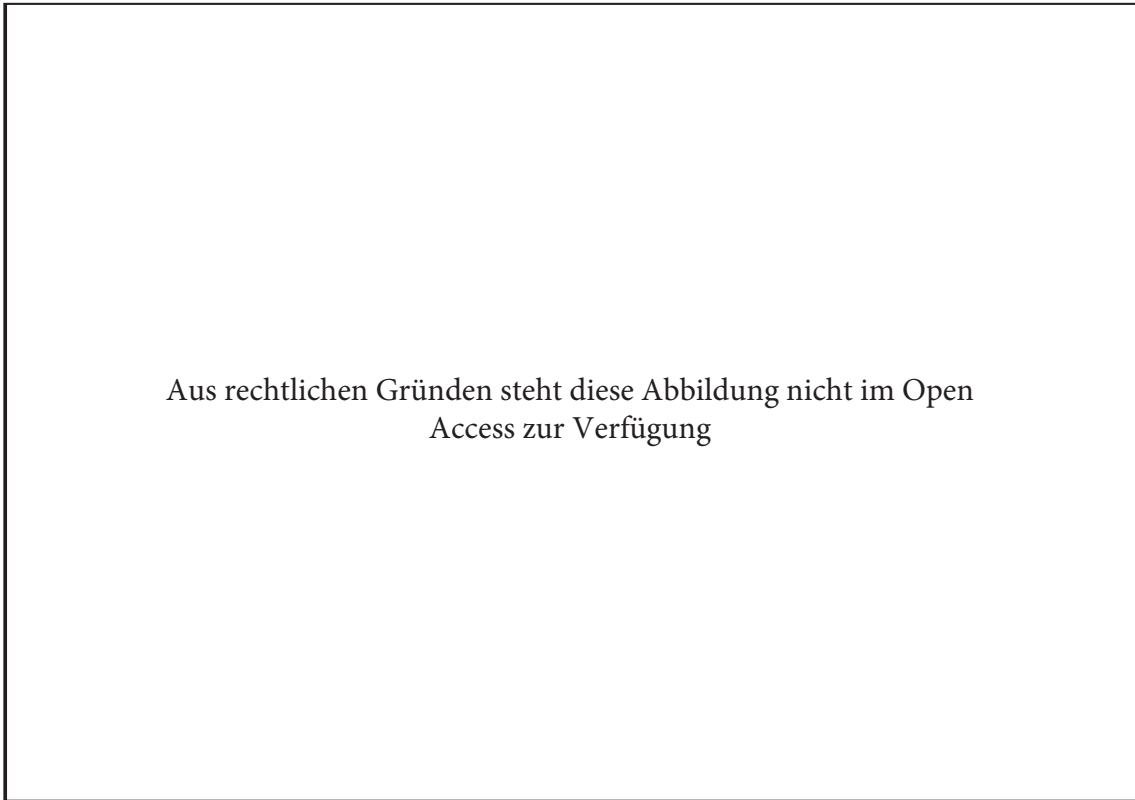 Aus rechtlichen Gründen steht diese Abbildung nicht im Open
Access zur Verfügung